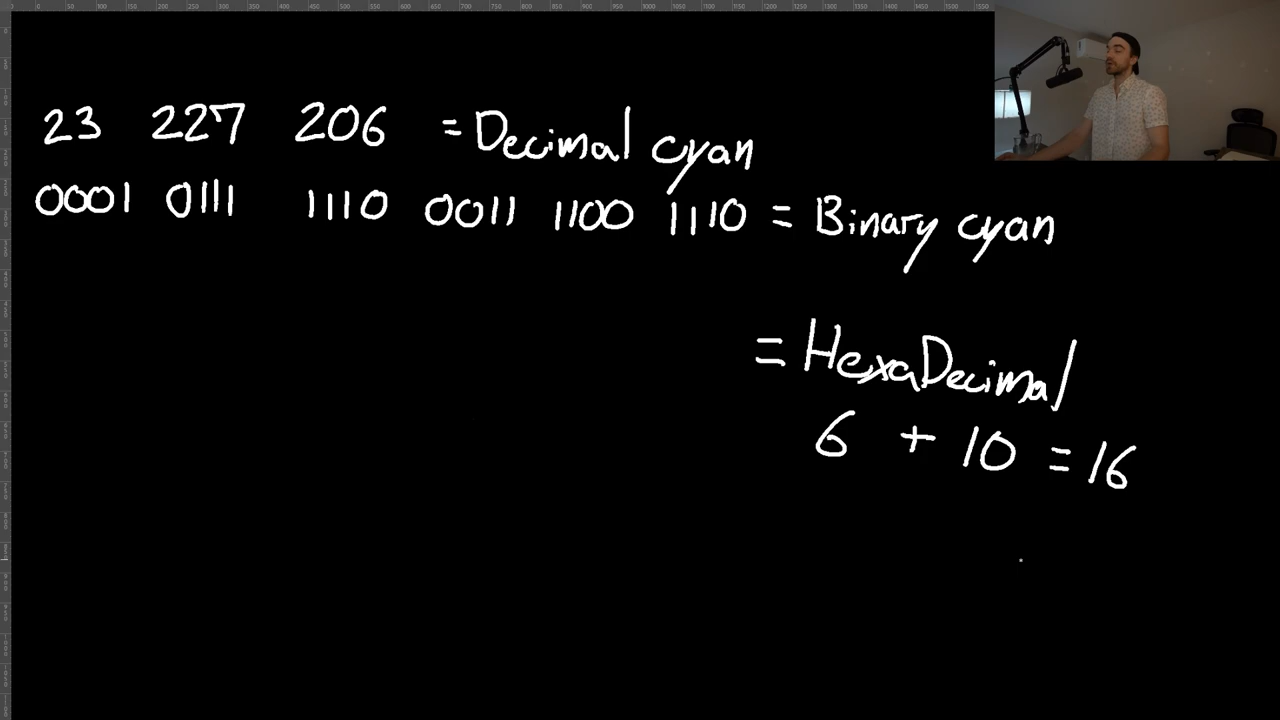 23 227 206 = Decimal cyan
0001 0111 1110 0011 1100 1110 = Binary cyan
= HexaDecimal
6 + 10 = 16